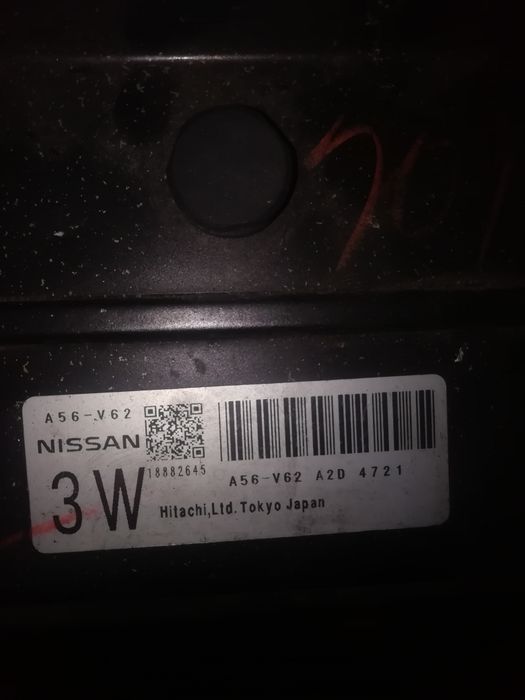 A56-V62
NISSAN
18882645
3W
A56-V62 A2D 4721
Hitachi,Ltd.Tokyo Japan